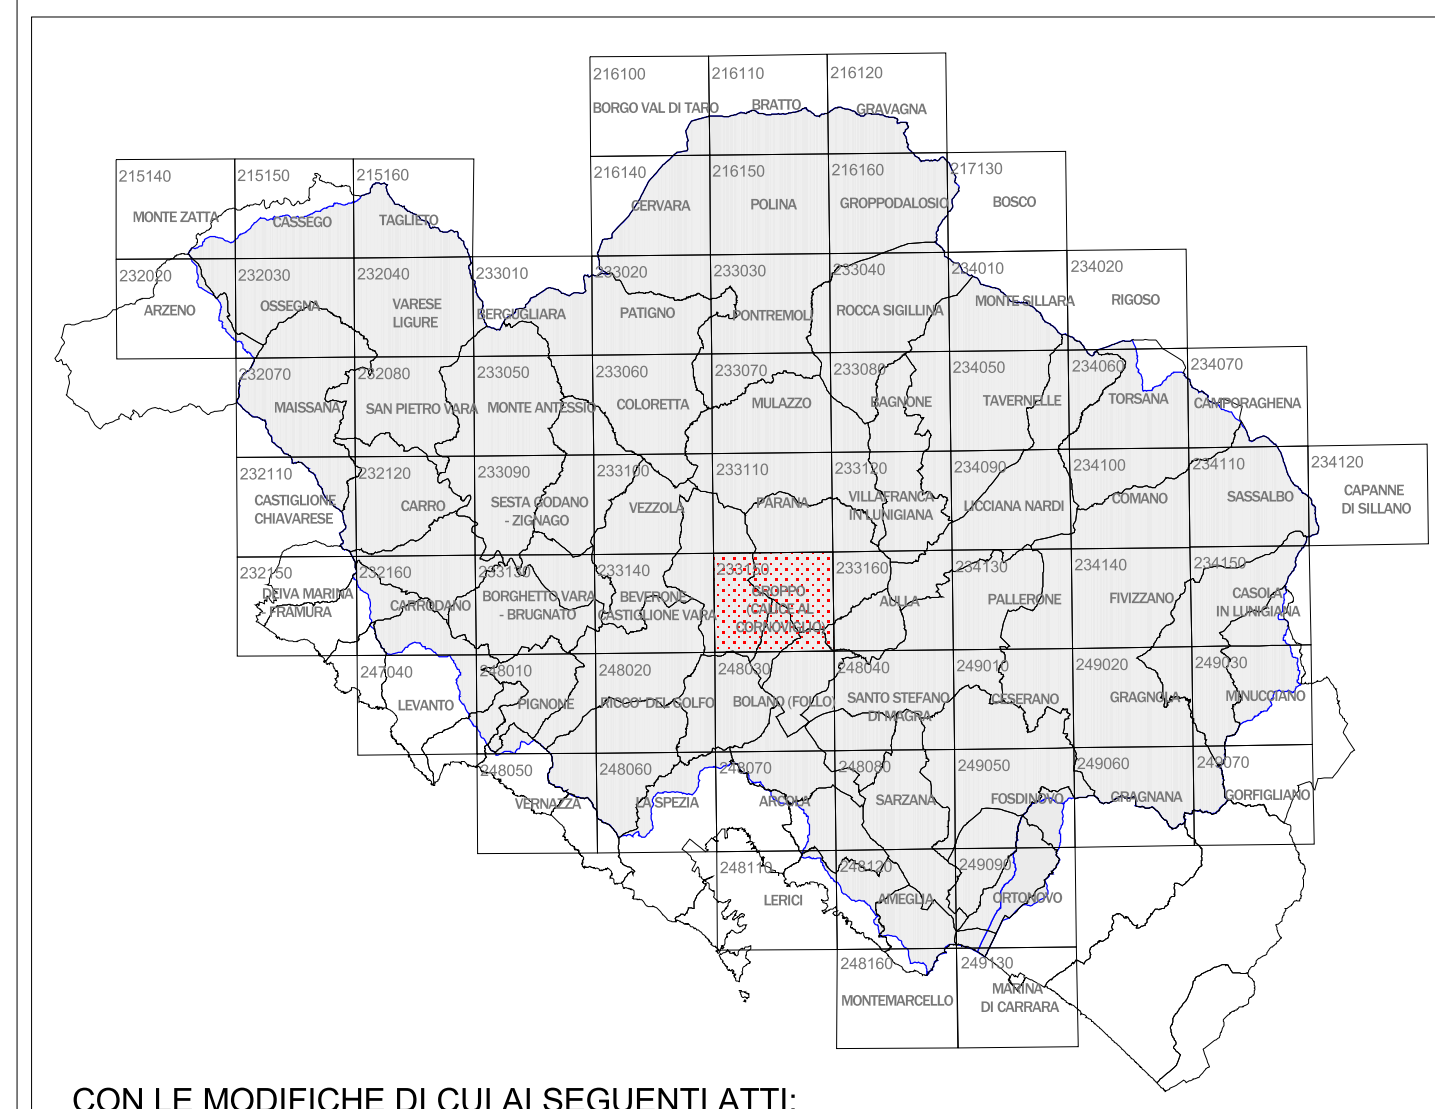 216100
216110
216120
BORGO VAL DI TARO
BRATTO
GRAVAGNA
215140
215150
215160
216140
216150
216160
217130
MONTE ZATTA
CASSEGO
TAGLIETO
CERVARA
POLINA
GROPPODALOSIO
BOSCO
232020
232030
232040
233010
233020
233030
233040
234010
234020
ARZENO
OSSEGNA
VARESE
LIGURE
BERGUGLIARA
PATIGNO
PONTREMOLI
ROCCA SIGILLINA
MONTE SILLARA
RIGOSO
232070
232080
233050
233060
233070
233080
234050
234060
234070
MAISSANA
SAN PIETRO VARA
MONTE ANTESSIO
COLORETTA
MULAZZO
BAGNONE
TAVERNELLE
TORSANA
CAMPORAGHENA
232110
232120
233090
233100
233110
233120
234090
234100
234110
234120
CASTIGLIONE
CHIAVARESE
CARRO
SESTA GODANO
- ZIGNAGO
VEZZOLA
PARANA
VILLAFRANCA
IN LUNIGIANA
LICCIANA NARDI
COMANO
SASSALBO
CAPANNE
DI SILLANO
232150
232160
233130
233140
233150
233160
234130
234140
234150
DEIVA MARINA
- FRAMURA
CARRODANO
BORGHETTO VARA
- BRUGNATO
BEVERONE
CASTIGLIONE VARA
GROPPO
(CALICE AL
CORNOVIGLIO)
AULLA
PALLERONE
FIVIZZANO
CASOLA
IN LUNIGIANA
247040
248010
248020
248030
248040
249010
249020
249030
LEVANTO
PIGNONE
RICCO' DEL GOLFO
BOLANO (FOLLO)
SANTO STEFANO
DI MAGRA
CESERANO
GRAGNOLA
MINUCCIANO
248050
248060
248070
248080
249050
249060
249070
VERNAZZA
LA SPEZIA
ARCOLA
SARZANA
FOSDINOVO
GRAGNANA
GORFIGLIANO
248110
248120
249090
LERICI
AMEGLIA
ORTONOVO
248160
249130
MONTEMARCELLO
MARINA
DI CARRARA
CON LE MODIFICHE DI CUI AI SEGUENTI ATTI: